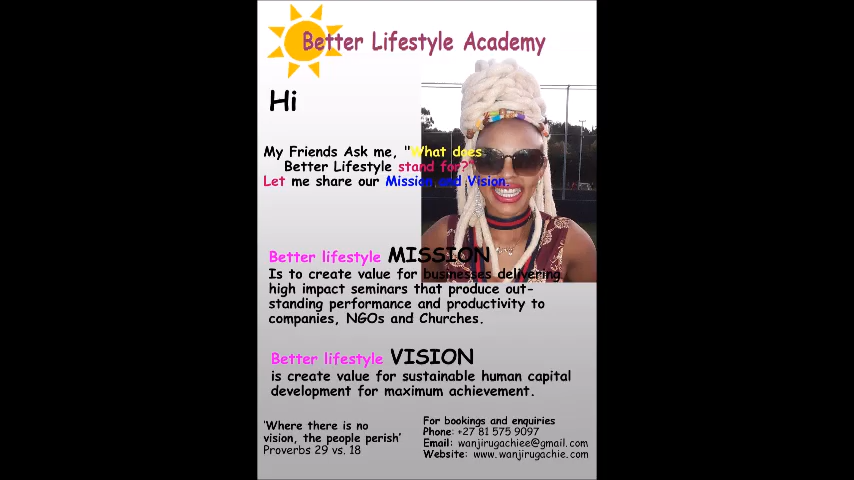 Better Lifestyle Academy
Hi
My Friends Ask me, "What does
Better Lifestyle stand for?"
Let me share our Mission and Vision.
Better lifestyle MISSION
Is to create value for businesses delivering
high impact seminars that produce out-
standing performance and productivity to
companies, NGOs and Churches.
Better lifestyle VISION
is create value for sustainable human capital
development for maximum achievement.
'Where there is no
vision, the people perish'
Proverbs 29 vs. 18
For bookings and enquiries
Phone: +27 81 575 9097
Email: wanjirugachiee@gmail.com
Website: www.wanjirugachie.com